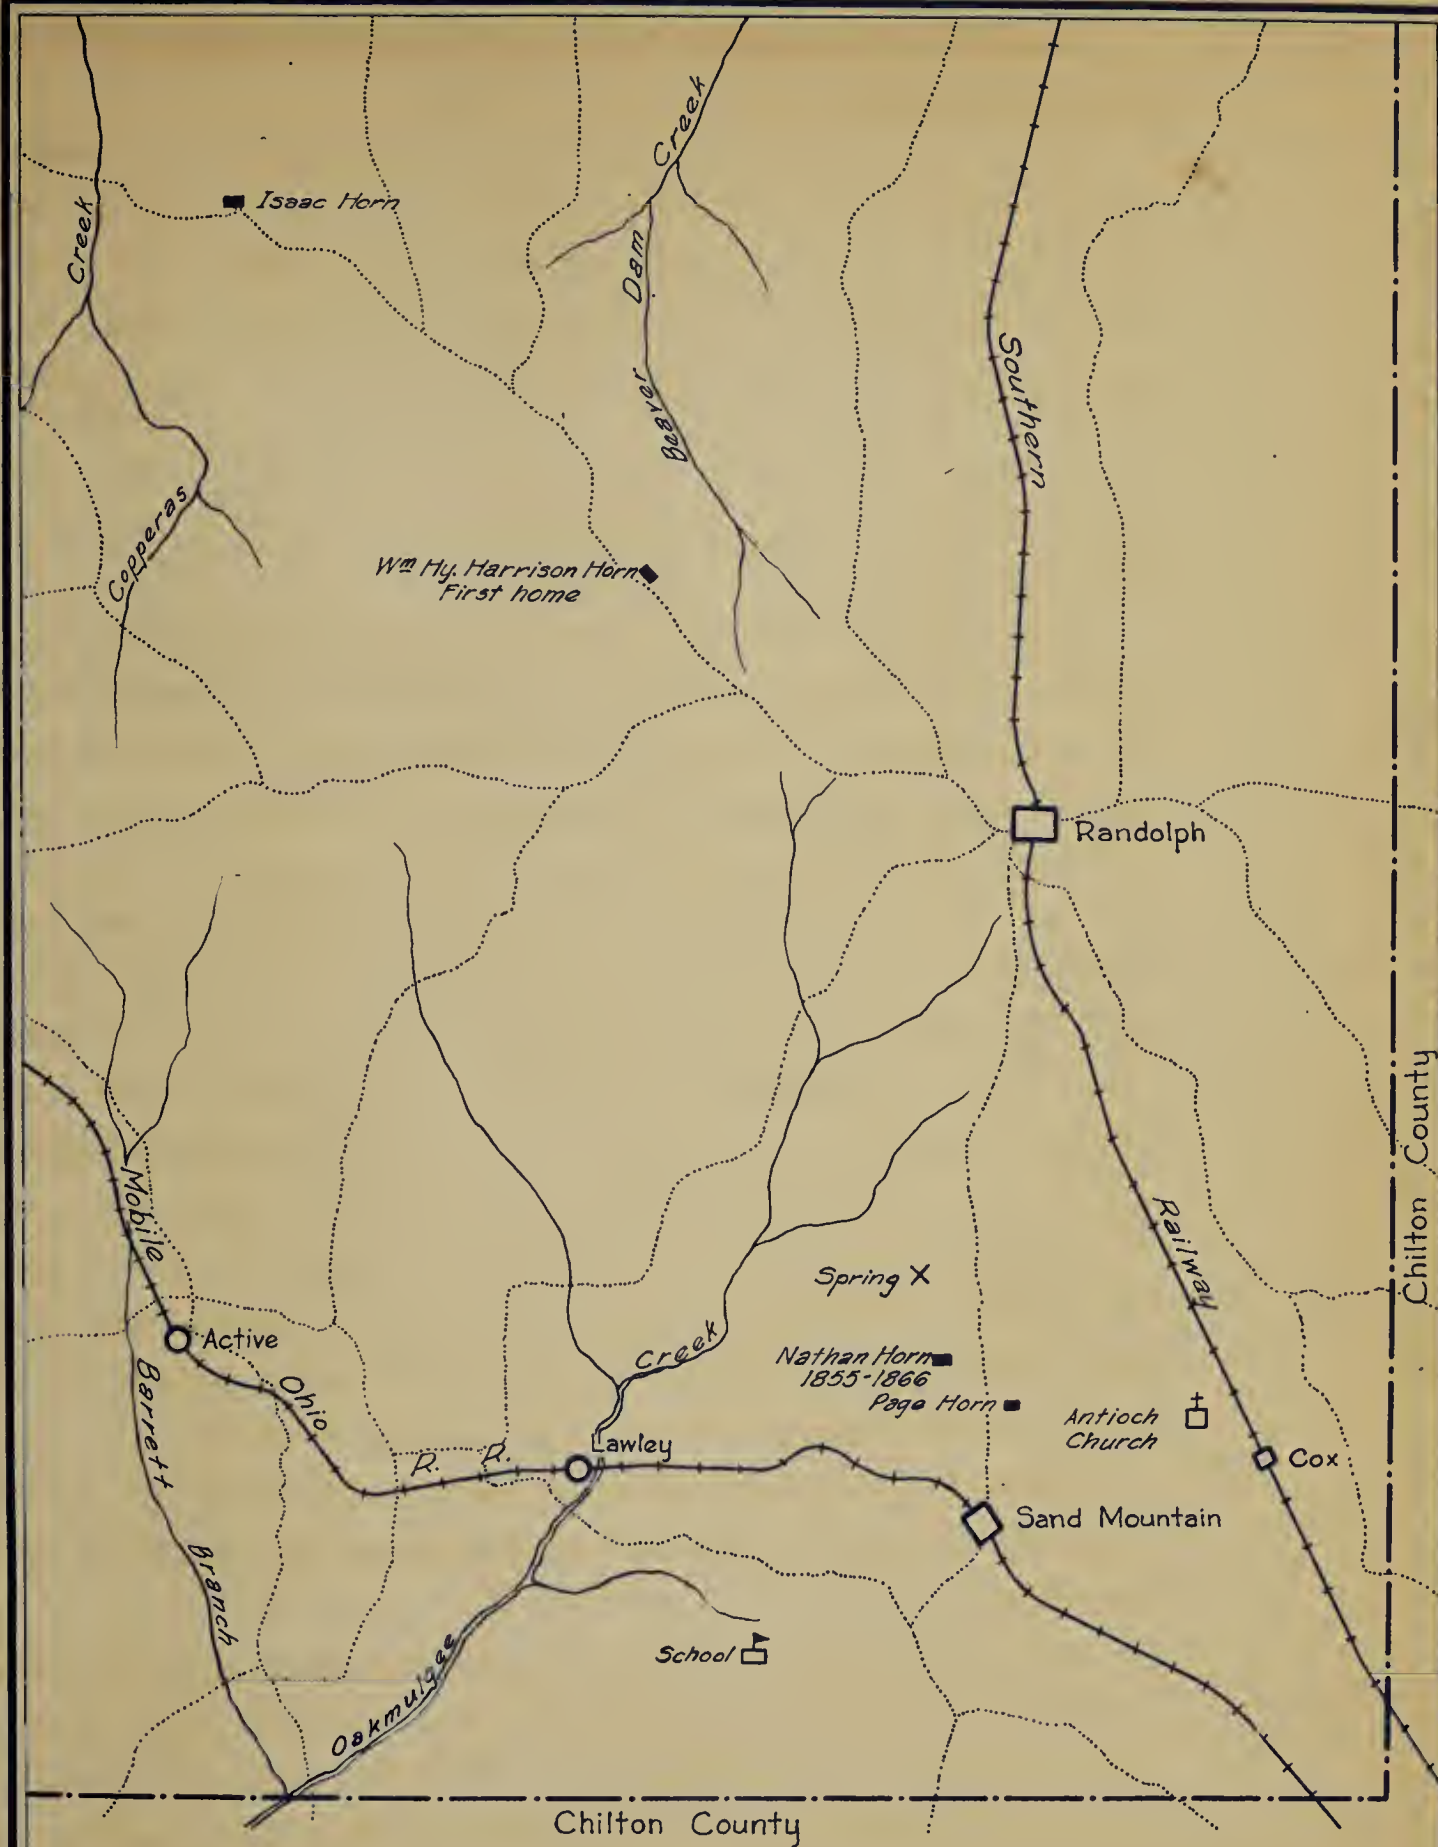 Creek
Creek
Isaac Horn
Beaver Dam
Southern
Copperas
Wm Hy. Harrison Horn
First home
Randolph
Chilton County
Mobile
Railway
Spring X
Active
Creek
Nathan Horn
1855-1866
Page Horn
Barrett
Ohio
Antioch
Church
R. R.
Lawley
Cox
Sand Mountain
Branch
School
Oakmulgee
Chilton County